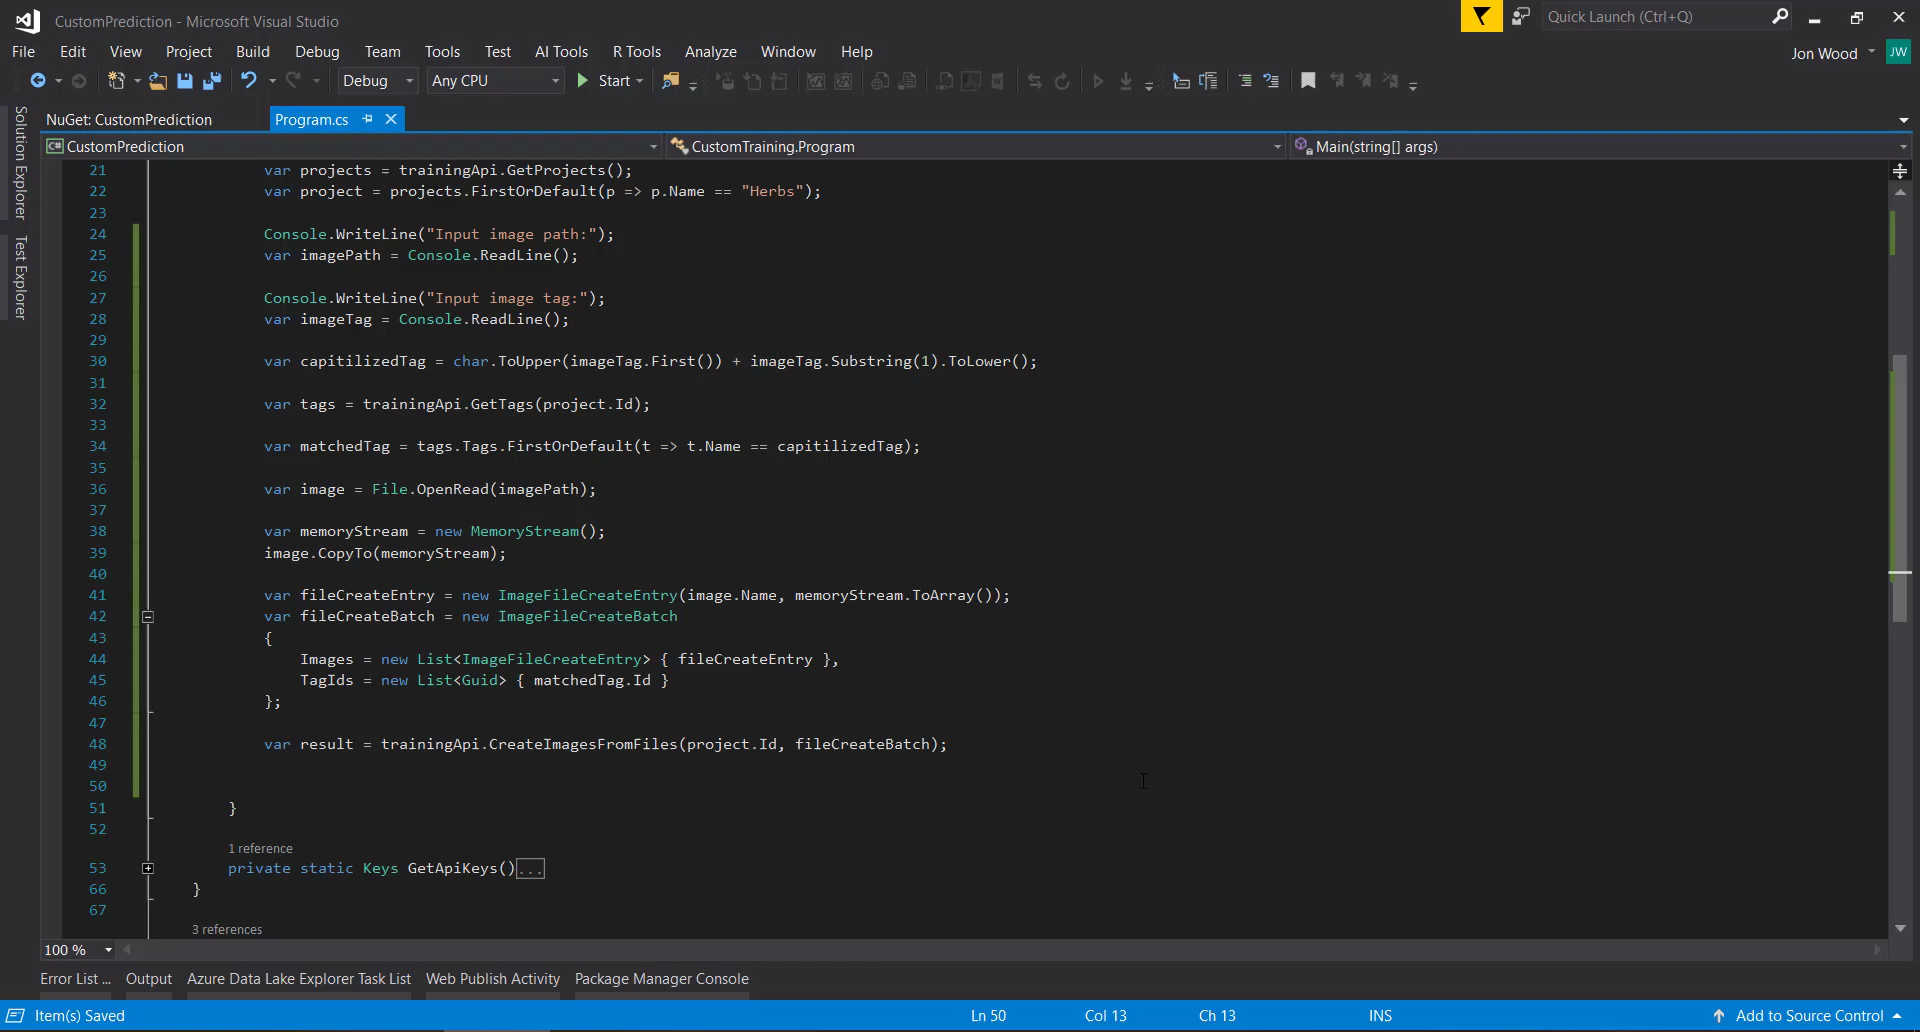 CustomPrediction - Microsoft Visual Studio
Quick Launch (Ctrl+Q)
File Edit View Project Build Debug Team Tools Test AI Tools R Tools Analyze Window Help
Jon Wood JW
Debug Any CPU Start
Solution Explorer
Test Explorer
NuGet: CustomPrediction Program.cs
C# CustomPrediction CustomTraining.Program Main(string[] args)
21 var projects = trainingApi.GetProjects();
22 var project = projects.FirstOrDefault(p => p.Name == "Herbs");
23
24 Console.WriteLine("Input image path:");
25 var imagePath = Console.ReadLine();
26
27 Console.WriteLine("Input image tag:");
28 var imageTag = Console.ReadLine();
29
30 var capitilizedTag = char.ToUpper(imageTag.First()) + imageTag.Substring(1).ToLower();
31
32 var tags = trainingApi.GetTags(project.Id);
33
34 var matchedTag = tags.Tags.FirstOrDefault(t => t.Name == capitilizedTag);
35
36 var image = File.OpenRead(imagePath);
37
38 var memoryStream = new MemoryStream();
39 image.CopyTo(memoryStream);
40
41 var fileCreateEntry = new ImageFileCreateEntry(image.Name, memoryStream.ToArray());
42 var fileCreateBatch = new ImageFileCreateBatch
43 {
44 Images = new List<ImageFileCreateEntry> { fileCreateEntry },
45 TagIds = new List<Guid> { matchedTag.Id }
46 };
47
48 var result = trainingApi.CreateImagesFromFiles(project.Id, fileCreateBatch);
49
50
51 }
52
1 reference
53 private static Keys GetApiKeys()...
66 }
67
3 references
100 %
Error List ... Output Azure Data Lake Explorer Task List Web Publish Activity Package Manager Console
Item(s) Saved Ln 50 Col 13 Ch 13 INS Add to Source Control